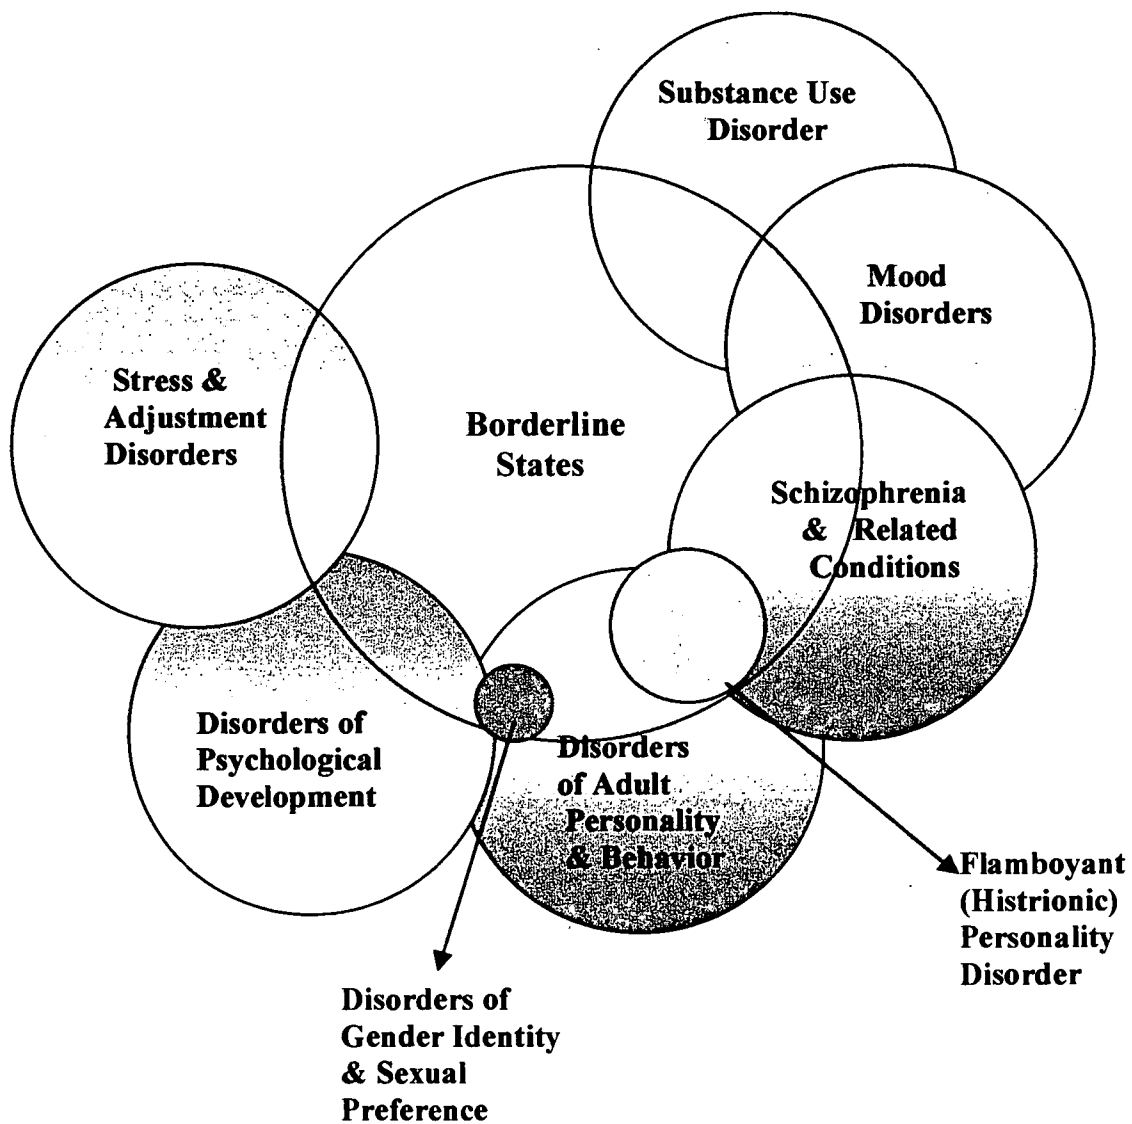 Substance Use
Disorder
Mood
Disorders
Stress &
Adjustment
Disorders
Borderline
States
Schizophrenia
& Related
Conditions
Disorders of
Psychological
Development
Disorders
of Adult
Personality
& Behavior
Flamboyant
(Histrionic)
Personality
Disorder
Disorders of
Gender Identity
& Sexual
Preference